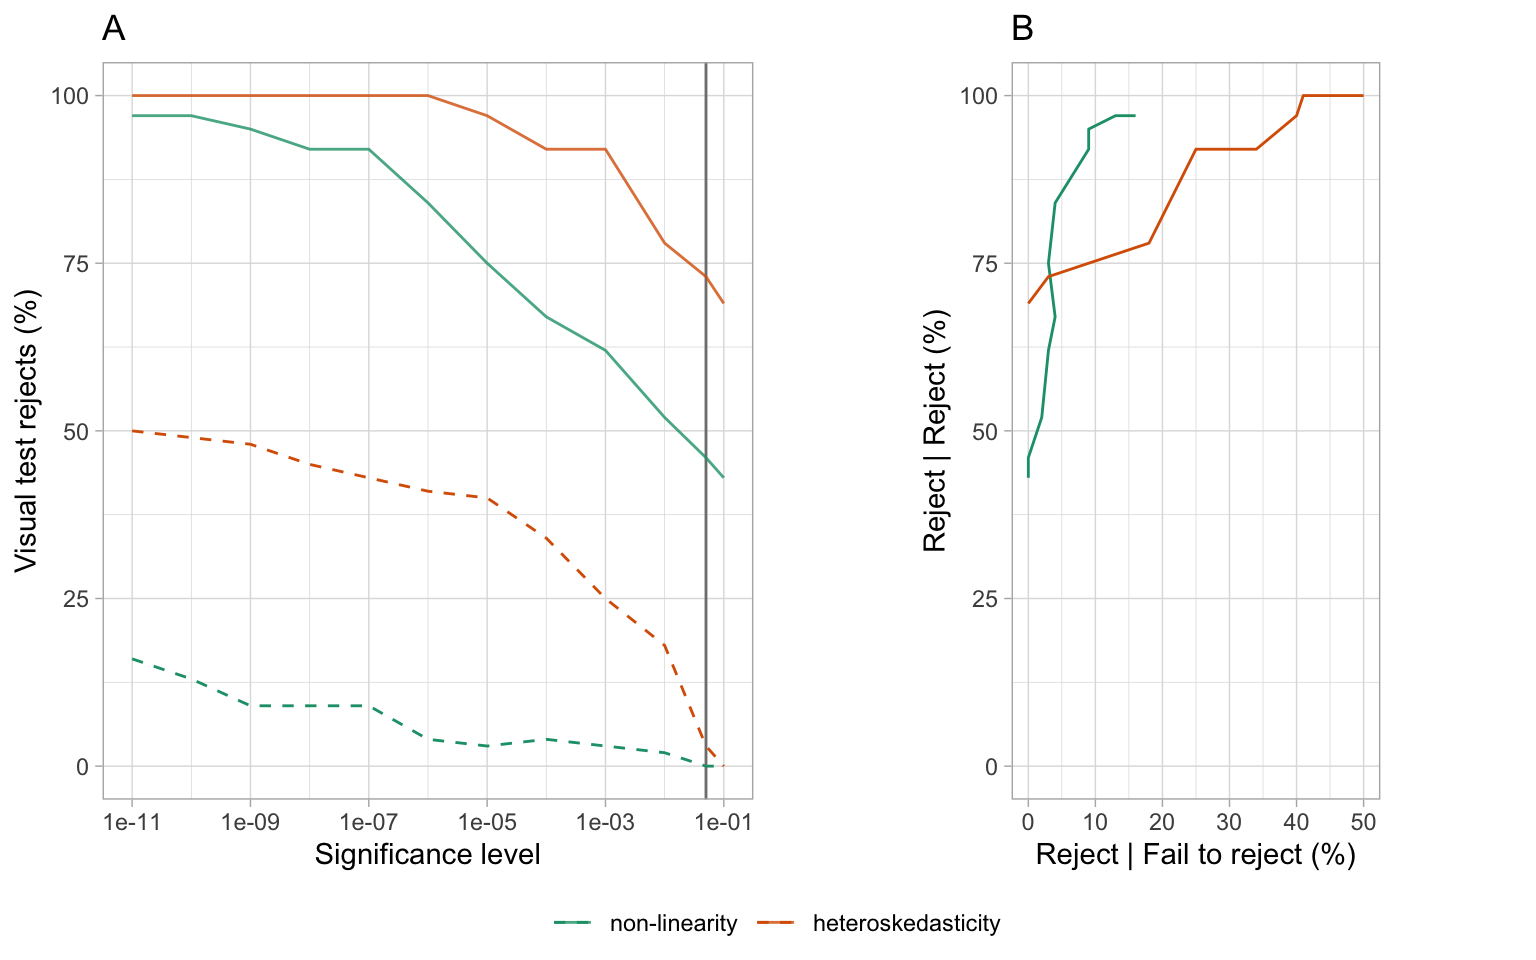 A
100
75
50
25
0
Visual test rejects (%)
1e-11 1e-09 1e-07 1e-05 1e-03 1e-01
Significance level
B
100
75
50
25
0
Reject | Reject (%)
0 10 20 30 40 50
Reject | Fail to reject (%)
non-linearity heteroskedasticity